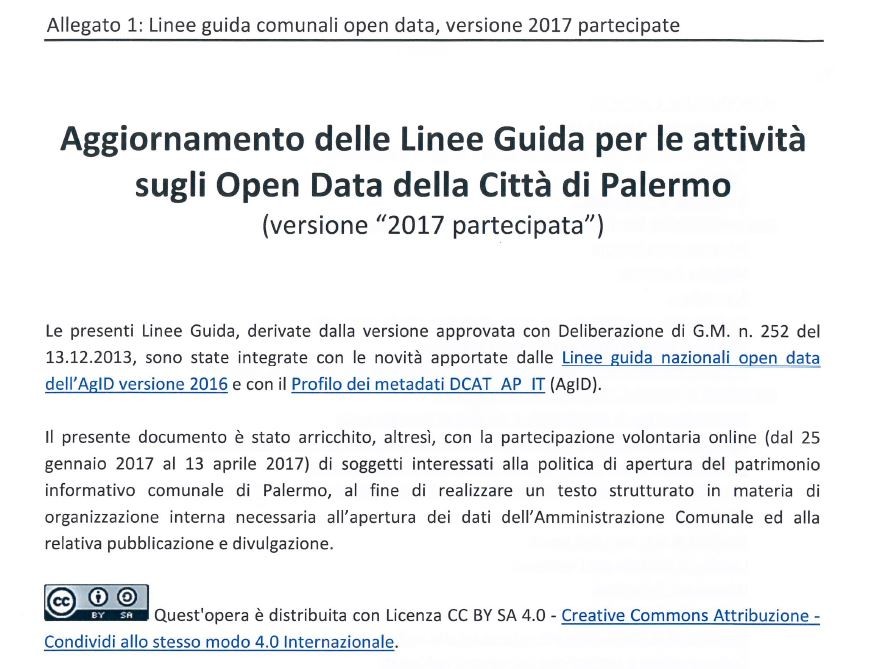 Allegato 1: Linee guida comunali open data, versione 2017 partecipate
Aggiornamento delle Linee Guida per le attività
sugli Open Data della Città di Palermo
(versione “2017 partecipata”)
Le presenti Linee Guida, derivate dalla versione approvata con Deliberazione di G.M. n. 252 del
13.12.2013, sono state integrate con le novità apportate dalle Linee guida nazionali open data
dell’AgID versione 2016 e con il Profilo dei metadati DCAT_AP_IT (AgID).
Il presente documento è stato arricchito, altresì, con la partecipazione volontaria online (dal 25
gennaio 2017 al 13 aprile 2017) di soggetti interessati alla politica di apertura del patrimonio
informativo comunale di Palermo, al fine di realizzare un testo strutturato in materia di
organizzazione interna necessaria all’apertura dei dati dell’Amministrazione Comunale ed alla
relativa pubblicazione e divulgazione.
cc BY SA Quest'opera è distribuita con Licenza CC BY SA 4.0 - Creative Commons Attribuzione -
Condividi allo stesso modo 4.0 Internazionale.